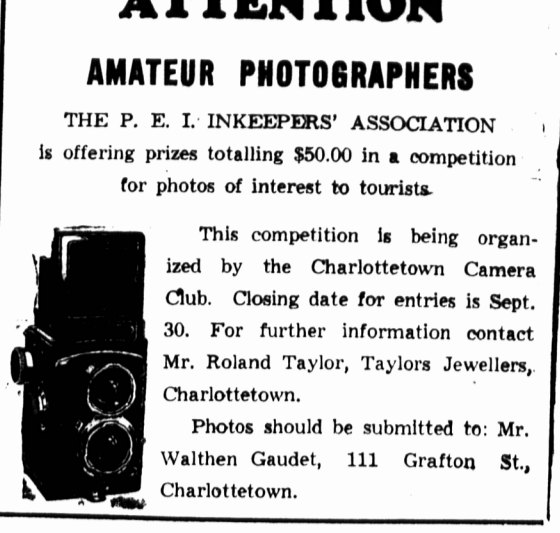 ATTENTION
AMATEUR PHOTOGRAPHERS
THE P. E. I. INKEEPERS' ASSOCIATION
is offering prizes totalling $50.00 in a competition
for photos of interest to tourists.
This competition is being organ-
ized by the Charlottetown Camera
Club. Closing date for entries is Sept.
30. For further information contact
Mr. Roland Taylor, Taylors Jewellers,
Charlottetown.
Photos should be submitted to: Mr.
Walthen Gaudet, 111 Grafton St.,
Charlottetown.